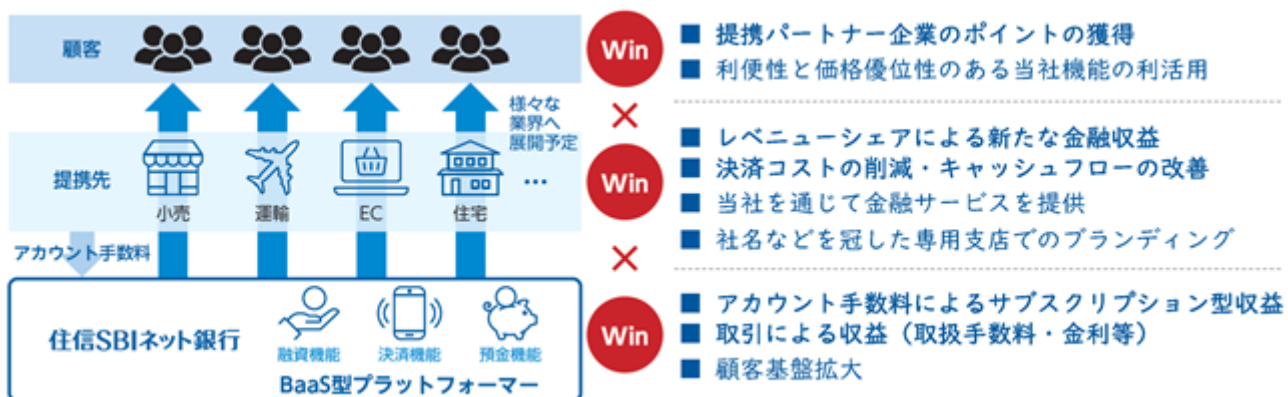 顧客
Win
■ 提携パートナー企業のポイントの獲得
■ 利便性と価格優位性のある当社機能の利活用
×
様々な
業界へ
展開予定
提携先
小売
運輸
EC
住宅
…
Win
■ レベニューシェアによる新たな金融収益
■ 決済コストの削減・キャッシュフローの改善
■ 当社を通じて金融サービスを提供
■ 社名などを冠した専用支店でのブランディング
アカウント手数料
×
住信SBIネット銀行
融資機能
決済機能
預金機能
BaaS型プラットフォーマー
Win
■ アカウント手数料によるサブスクリプション型収益
■ 取引による収益（取扱手数料・金利等）
■ 顧客基盤拡大